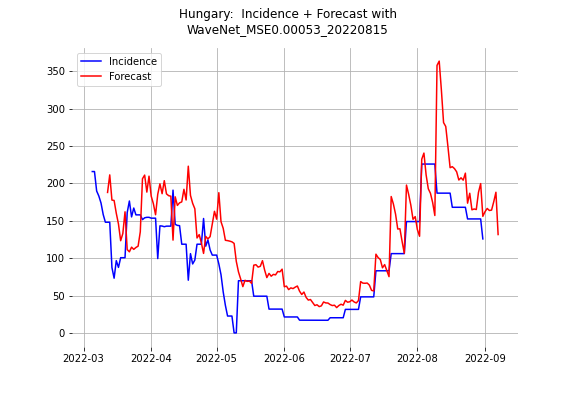 Hungary:  Incidence + Forecast with
WaveNet_MSE0.00053_20220815
Incidence
Forecast
350
300
250
200
150
100
50
0
2022-03 2022-04 2022-05 2022-06 2022-07 2022-08 2022-09